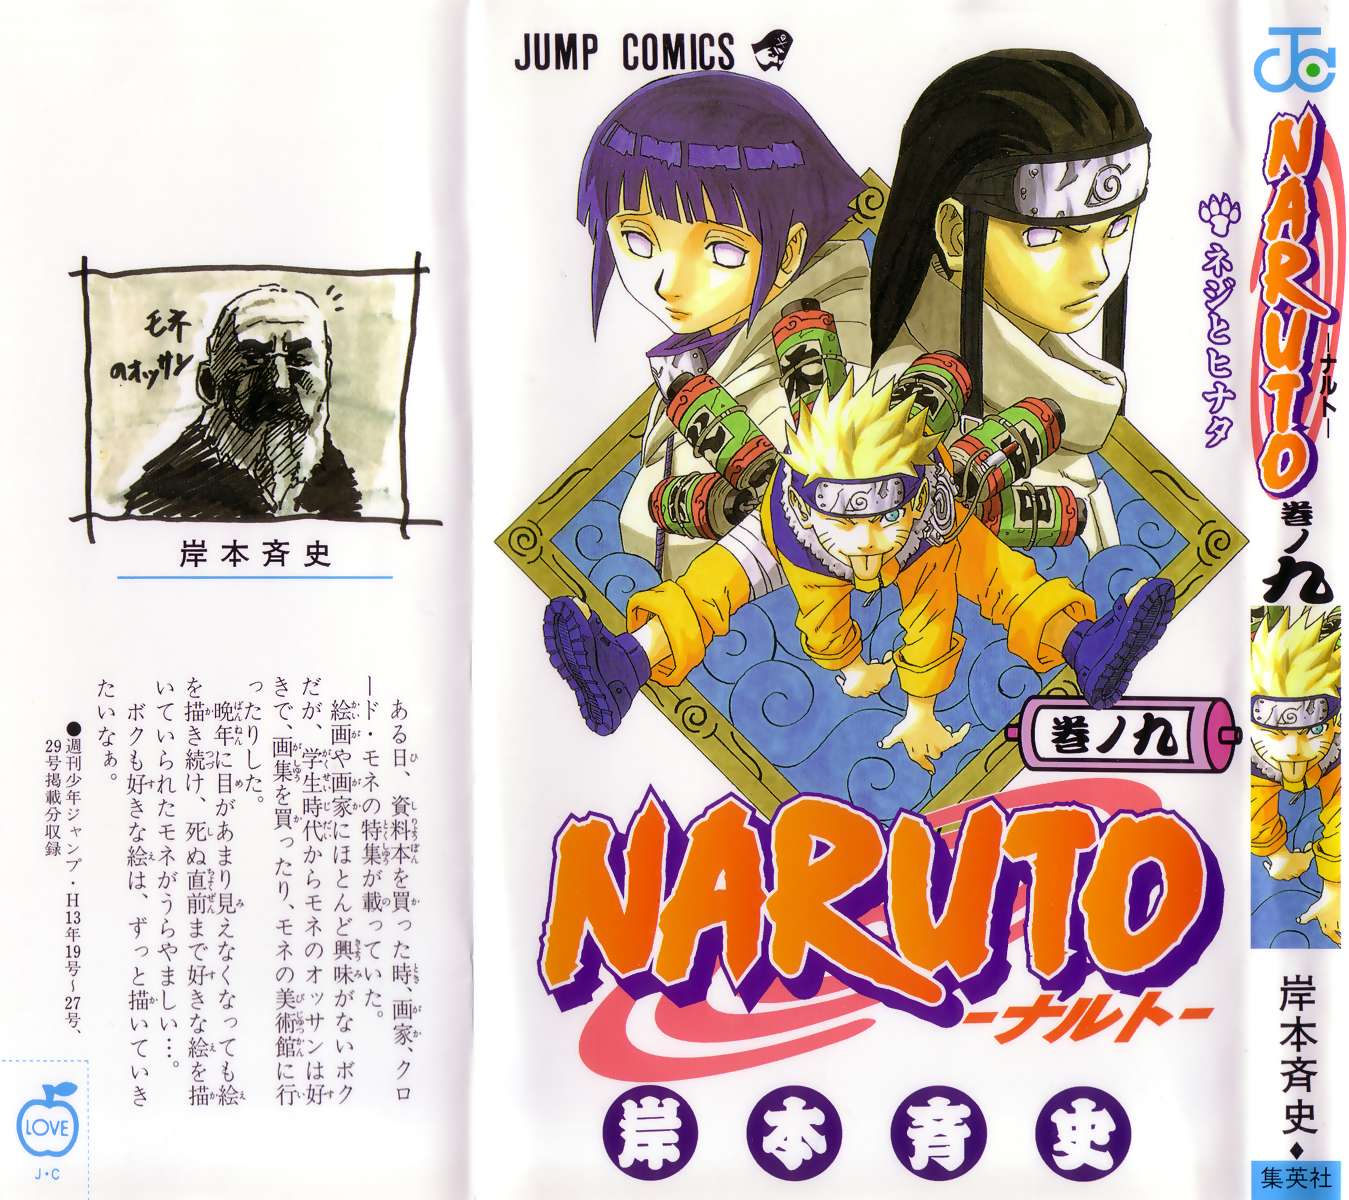 JUMP COMICS
NARUTO
-ナルト-
巻ノ九
岸本斉史
NARUTO
-ナルト-
巻ノ九
ネジとヒナタ
岸本斉史◆
集英社
モネ
のオッサン
岸本斉史
ある日、資料本を買った時、画家、クロ
ード・モネの特集が載っていた。
絵画や画家にほとんど興味がないボク
だが、学生時代からモネのオッサンは好
きで、画集を買ったり、モネの美術館に行
ったりした。
晩年に目があまり見えなくなっても絵
を描き続け、死ぬ直前まで好きな絵を描
いていられたモネがうらやましい…。
ボクも好きな絵は、ずっと描いていき
たいなぁ。
●週刊少年ジャンプ・H13年19号〜27号、
29号掲載分収録
LOVE
J・C